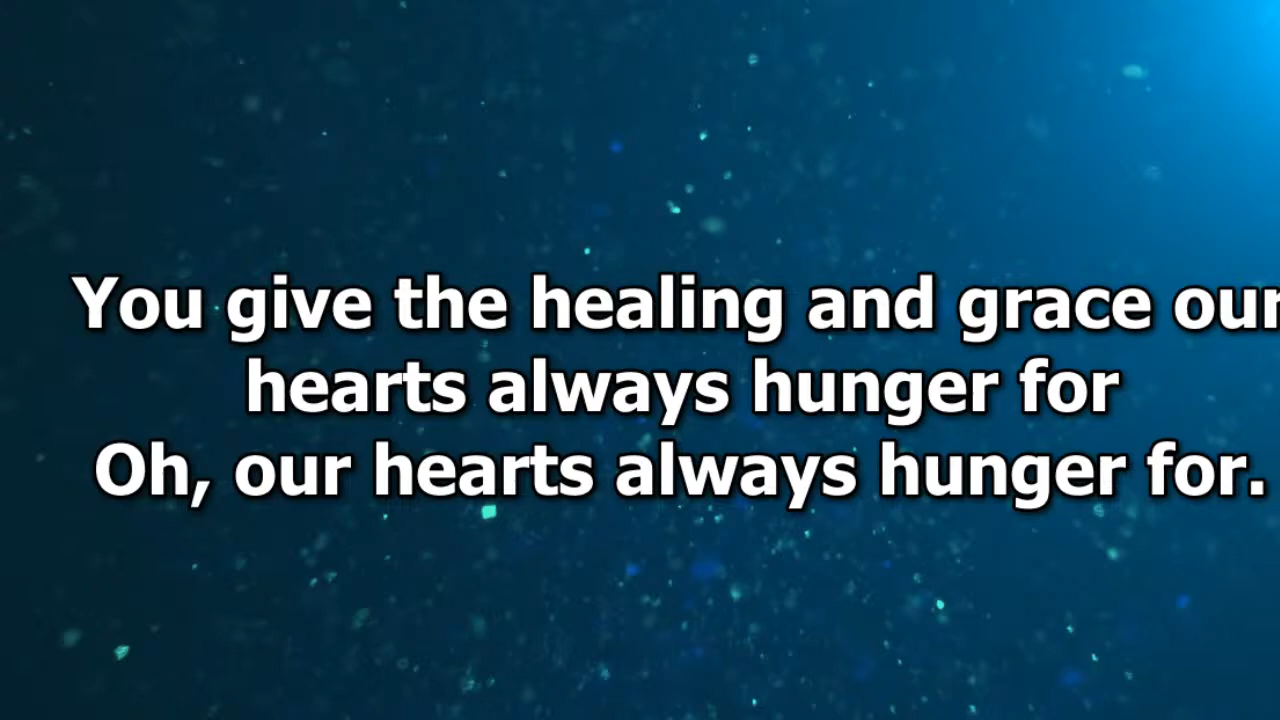 You give the healing and grace our
hearts always hunger for
Oh, our hearts always hunger for.